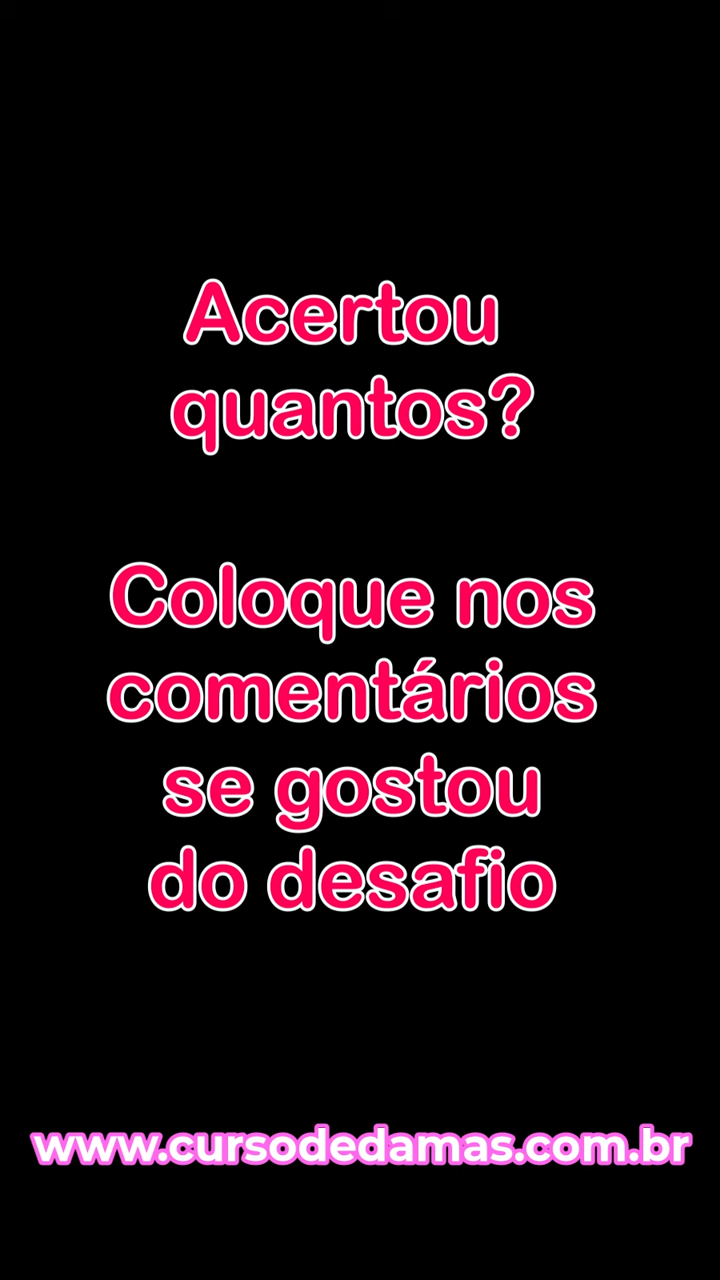 Acertou
quantos?
Coloque nos
comentários
se gostou
do desafio
www.cursodedamas.com.br